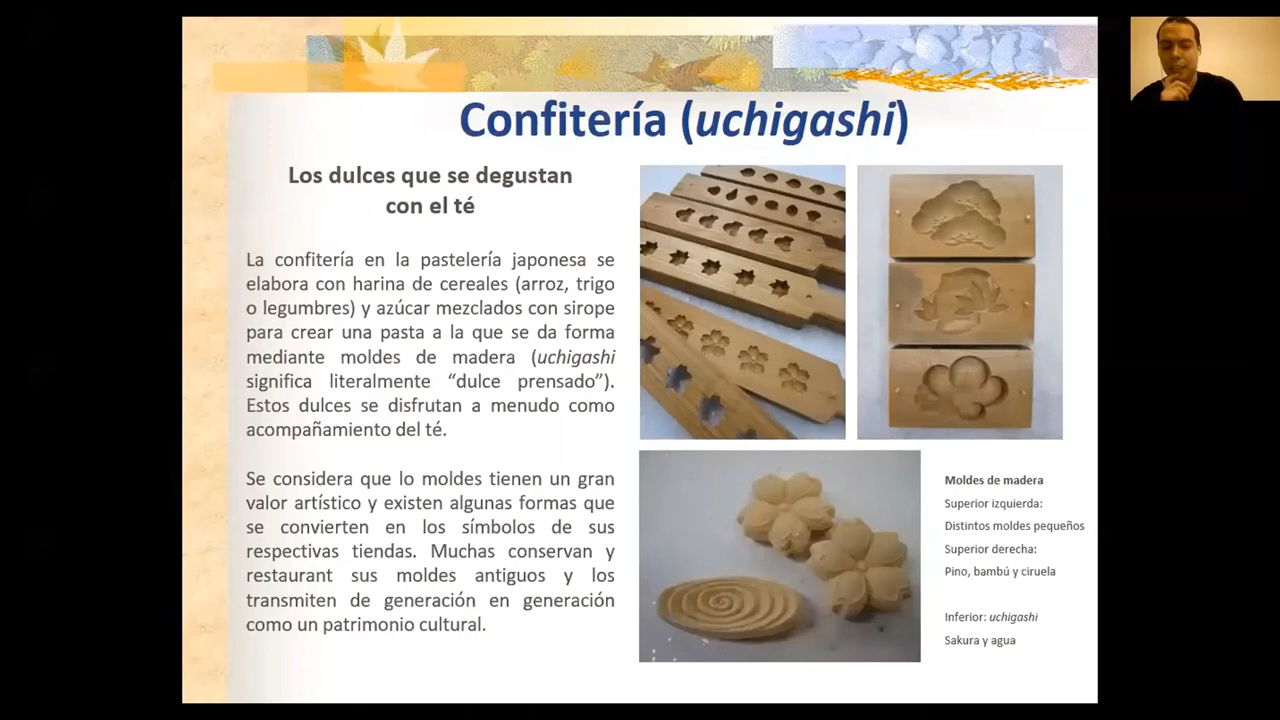 Confitería (uchigashi)
Los dulces que se degustan
con el té
La confitería en la pastelería japonesa se
elabora con harina de cereales (arroz, trigo
o legumbres) y azúcar mezclados con sirope
para crear una pasta a la que se da forma
mediante moldes de madera (uchigashi
significa literalmente “dulce prensado”).
Estos dulces se disfrutan a menudo como
acompañamiento del té.
Se considera que lo moldes tienen un gran
valor artístico y existen algunas formas que
se convierten en los símbolos de sus
respectivas tiendas. Muchas conservan y
restaurant sus moldes antiguos y los
transmiten de generación en generación
como un patrimonio cultural.
Moldes de madera
Superior izquierda:
Distintos moldes pequeños
Superior derecha:
Pino, bambú y ciruela
Inferior: uchigashi
Sakura y agua